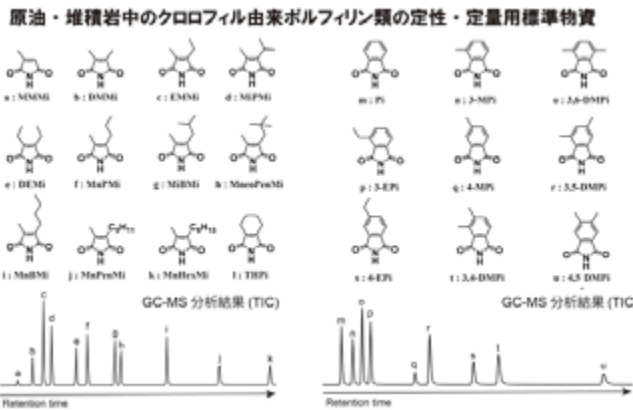 原油・堆積岩中のクロロフィル由来ポルフィリン類の定性・定量用標準物資
a : MMMi
b : DMMi
c : EMMi
d : MiPMi
m : Pi
n : 3-MPi
o : 3,6-DMPi
e : DEMi
f : MnPMi
g : MiBMi
h : MneoPenMi
p : 3-EPi
q : 4-MPi
r : 3,5-DMPi
C₅H₁₁
i : MnBMi
j : MnPenMi
k : MnHexMi
l : THPi
s : 4-EPi
t : 3,4-DMPi
u : 4,5-DMPi
GC-MS 分析結果 (TIC)
a
b
c
d
e
f
g
h
i
j
k
Retention time
GC-MS 分析結果 (TIC
m
n
o
p
q
r
s
t
u
Retention time